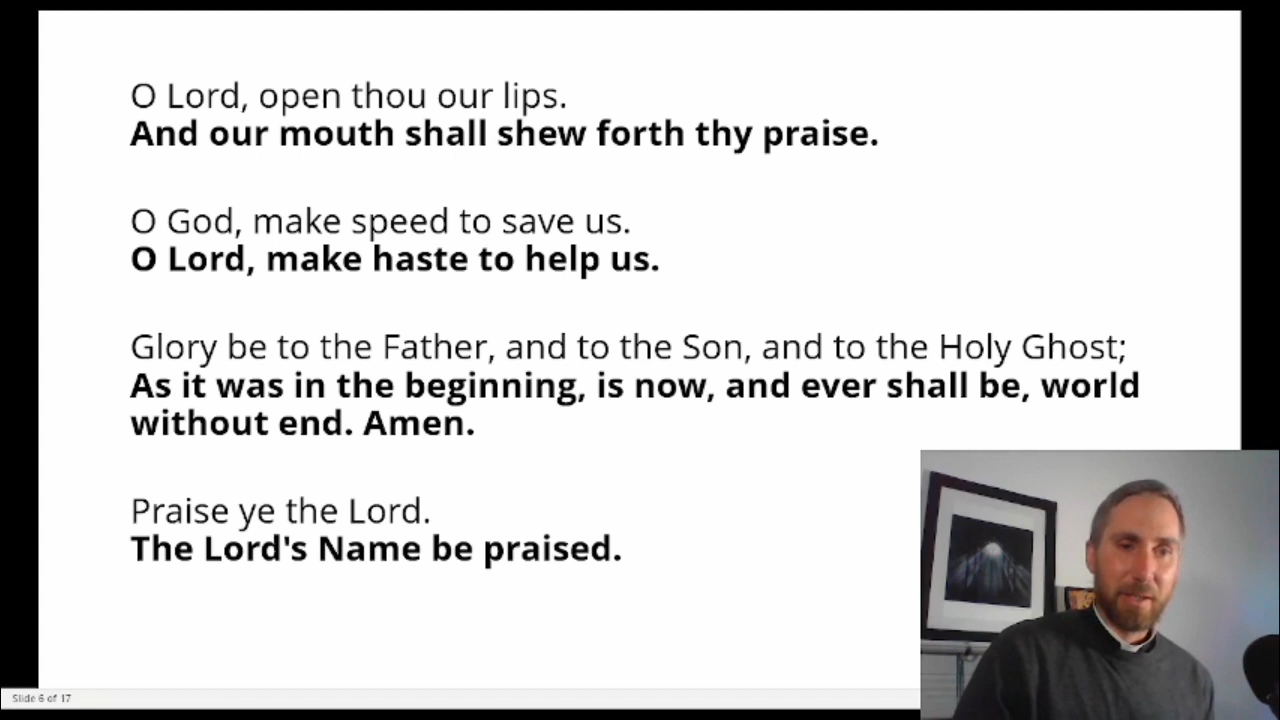 O Lord, open thou our lips.
And our mouth shall shew forth thy praise.
O God, make speed to save us.
O Lord, make haste to help us.
Glory be to the Father, and to the Son, and to the Holy Ghost;
As it was in the beginning, is now, and ever shall be, world
without end. Amen.
Praise ye the Lord.
The Lord's Name be praised.
Slide 6 of 17